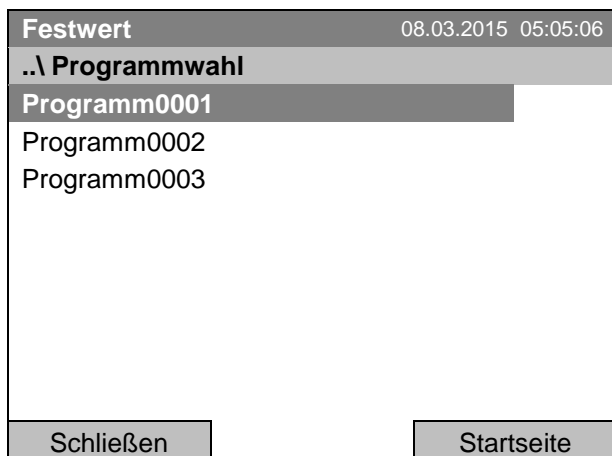 Festwert 08.03.2015 05:05:06
..\ Programmwahl
Programm0001
Programm0002
Programm0003
Schließen Startseite